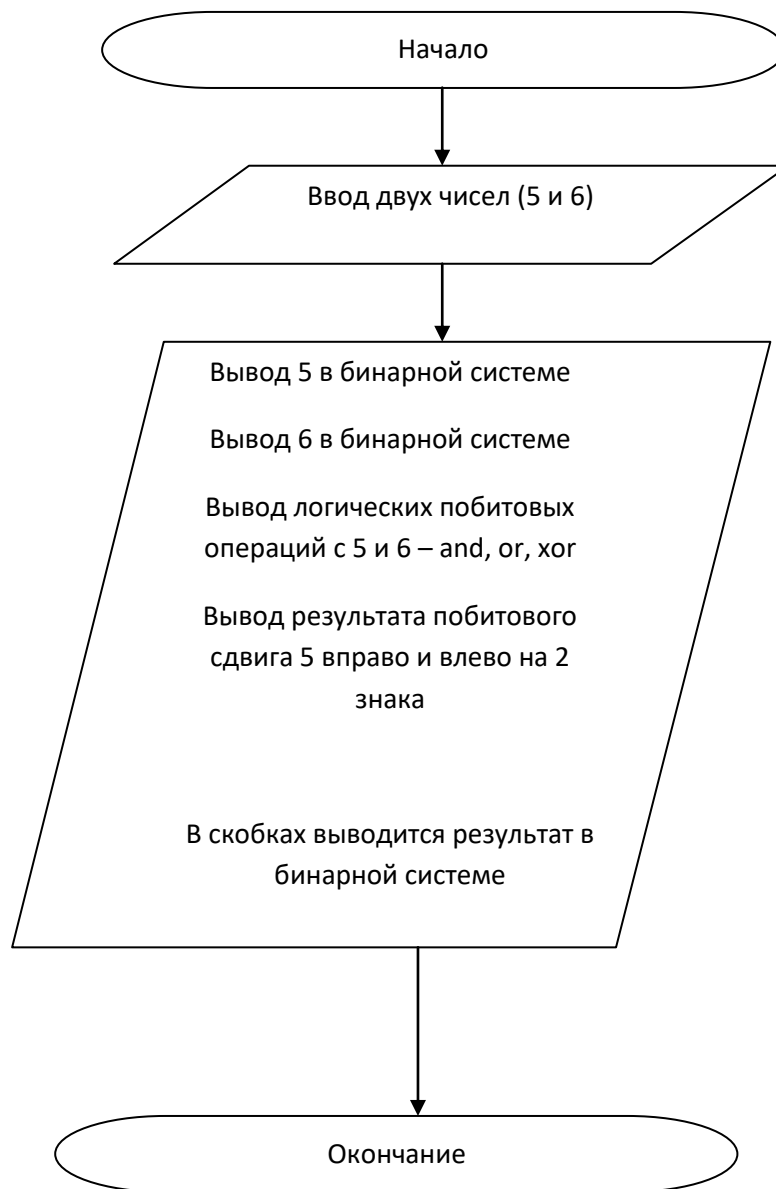 Начало
Ввод двух чисел (5 и 6)
Вывод 5 в бинарной системе
Вывод 6 в бинарной системе
Вывод логических побитовых
операций с 5 и 6 – and, or, xor
Вывод результата побитового
сдвига 5 вправо и влево на 2
знака
В скобках выводится результат в
бинарной системе
Окончание